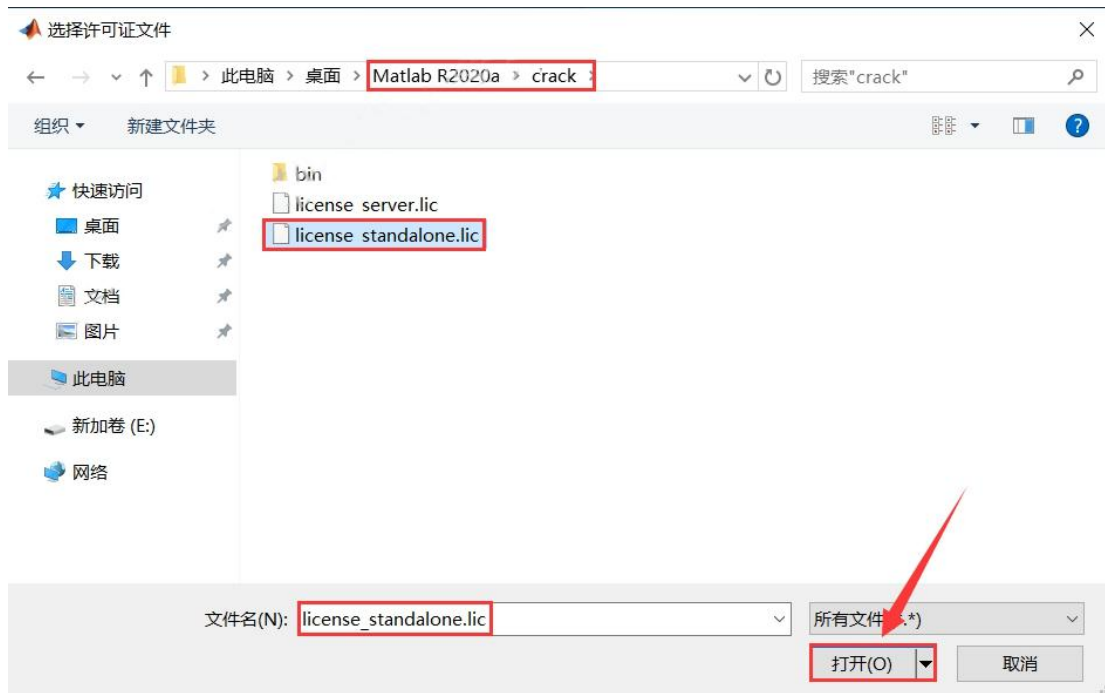 选择许可证文件
此电脑 > 桌面 > Matlab R2020a > crack >
搜索"crack"
组织
新建文件夹
快速访问
桌面
下载
文档
图片
此电脑
新加卷 (E:)
网络
bin
license_server.lic
license_standalone.lic
文件名(N): license_standalone.lic
所有文件(*.*)
打开(O)
取消